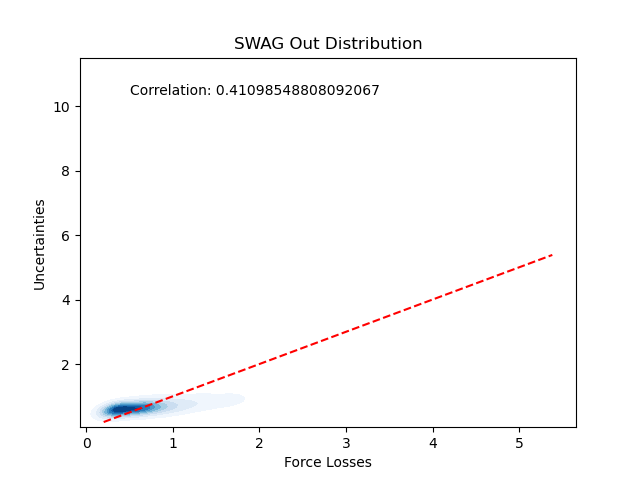 SWAG Out Distribution
Correlation: 0.41098548808092067
10
8
6
4
2
Uncertainties
0 1 2 3 4 5
Force Losses